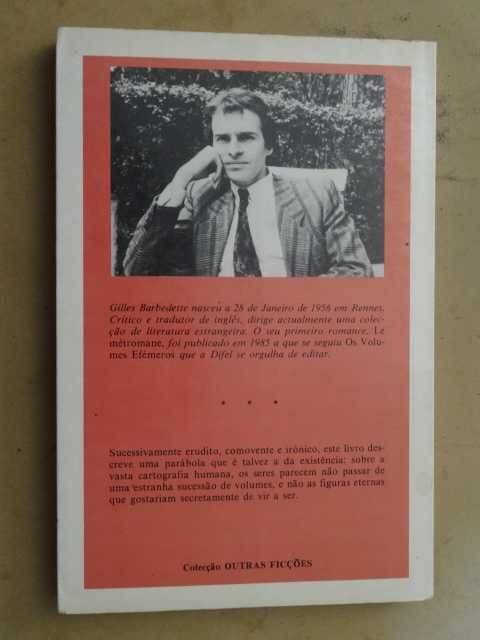 Gilles Barbedette nasceu a 28 de Janeiro de 1956 em Rennes.
Crítico e tradutor de inglês, dirige actualmente uma colec-
ção de literatura estrangeira. O seu primeiro romance, Le
métromane, foi publicado em 1985 a que se seguiu Os Volu-
mes Efémeros que a Difel se orgulha de editar.
* * *
Sucessivamente erudito, comovente e irónico, este livro des-
creve uma parábola que é talvez a da existência: sobre a
vasta cartografia humana, os seres parecem não passar de
uma estranha sucessão de volumes, e não as figuras eternas
que gostariam secretamente de vir a ser.
Colecção OUTRAS FICÇÕES